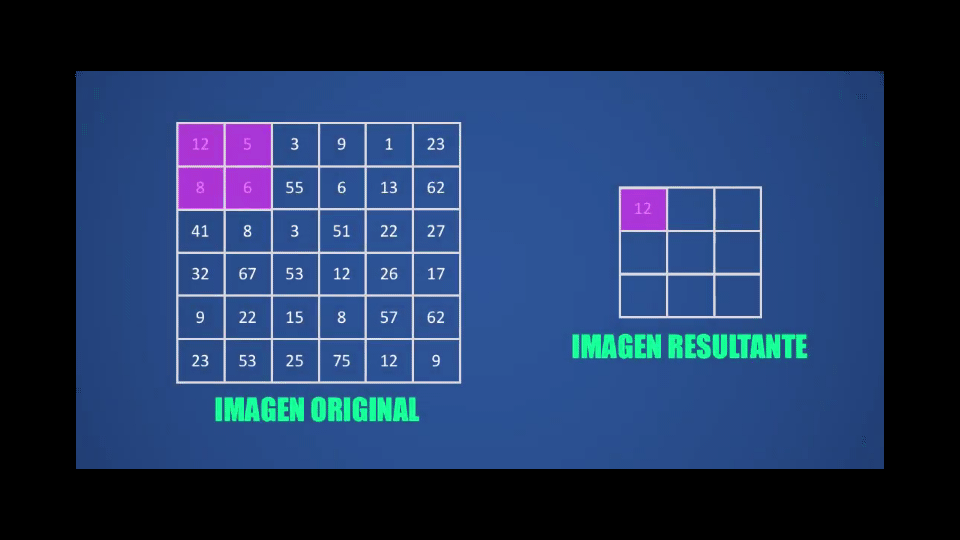 12 5 3 9 1 23
8 6 55 6 13 62
41 8 3 51 22 27
32 67 53 12 26 17
9 22 15 8 57 62
23 53 25 75 12 9
IMAGEN ORIGINAL
12
IMAGEN RESULTANTE